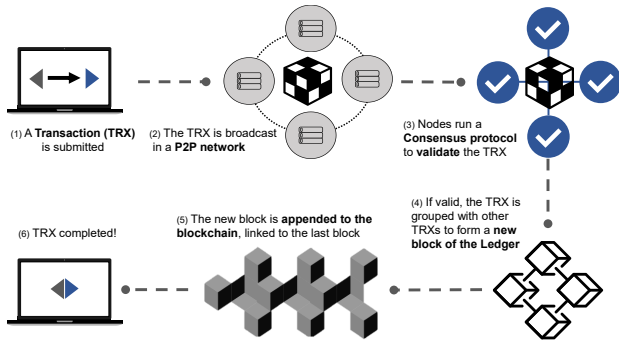 (1) A Transaction (TRX)
is submitted
(2) The TRX is broadcast
in a P2P network
(3) Nodes run a
Consensus protocol
to validate the TRX
(4) If valid, the TRX is
grouped with other
TRXs to form a new
block of the Ledger
(5) The new block is appended to the
blockchain, linked to the last block
(6) TRX completed!